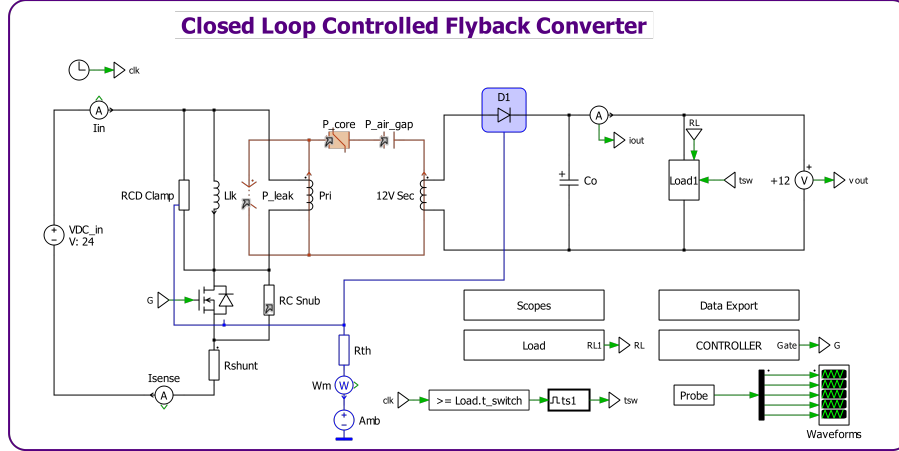 Closed Loop Controlled Flyback Converter
clk
A
Iin
D1
P_core
P_air_gap
A
iout
RL
RCD Clamp
Llk
P_leak
Pri
12V Sec
Co
Load1
tsw
+12
V
vout
VDC_in
V: 24
G
RC Snub
Scopes
Data Export
Load
RL1
RL
CONTROLLER
Gate
G
Rshunt
Rth
Isense
A
Wm
W
Amb
clk
>= Load.t_switch
ts1
tsw
Probe
Waveforms